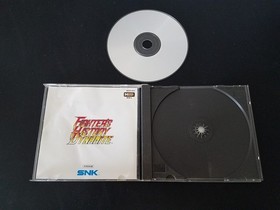 FIGHTER'S
HISTORY
DYNAMITE
SNK